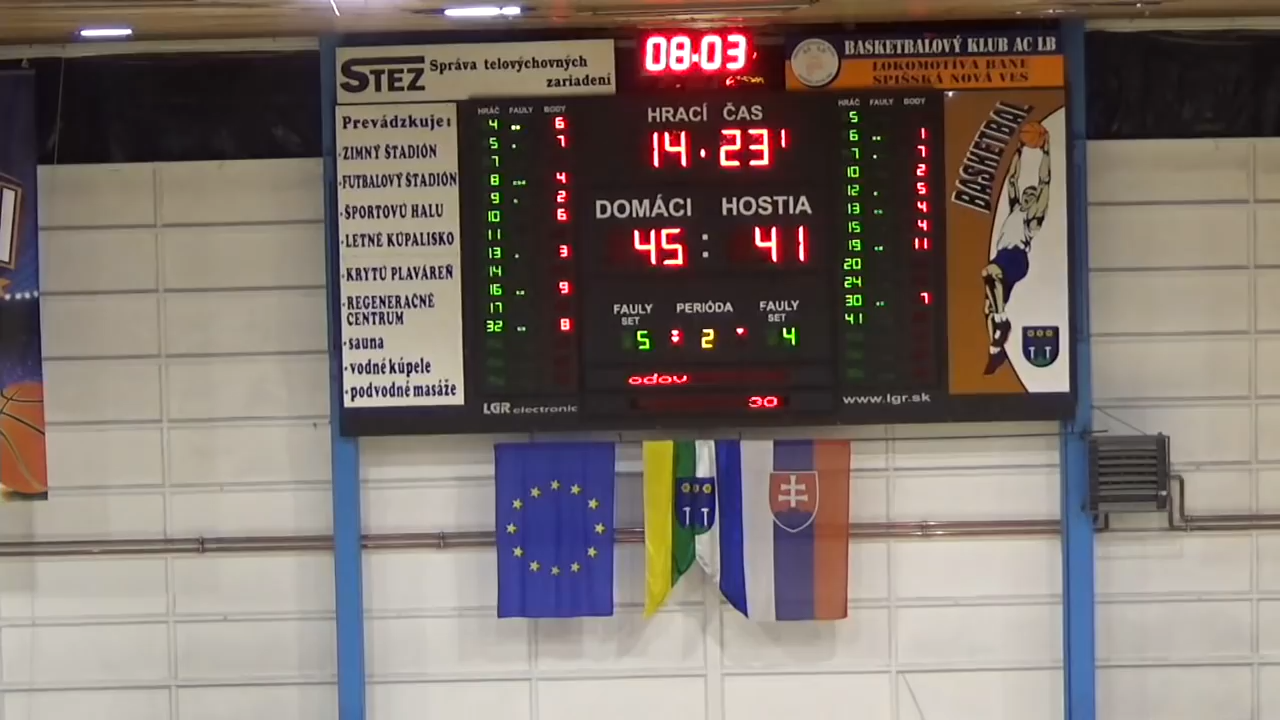 08:03
STEZ Správa telovýchovných
zariadení
BASKETBALOVÝ KLUB AC LB
LOKOMOTÍVA BANE
SPIŠSKÁ NOVÁ VES
Prevádzkuje:
·ZIMNÝ ŠTADIÓN
·FUTBALOVÝ ŠTADIÓN
·ŠPORTOVÚ HALU
·LETNÉ KÚPALISKO
·KRYTÚ PLAVÁREŇ
·REGENERAČNÉ
CENTRUM
·sauna
·vodné kúpele
·podvodné masáže
HRÁČ FAULY BODY
4 6
5 7
7
8 4
9 2
10 6
11
13 3
14
16 9
17
32 8
LGR electronic
HRACÍ ČAS
14.23
DOMÁCI HOSTIA
45 : 41
FAULY PERIÓDA FAULY
SET SET
5 2 4
odov
30
HRÁČ FAULY BODY
5
6 1
7 7
10 2
12 5
13 4
15 4
19 11
20
24
30 7
41
www.lgr.sk
BASKETBAL